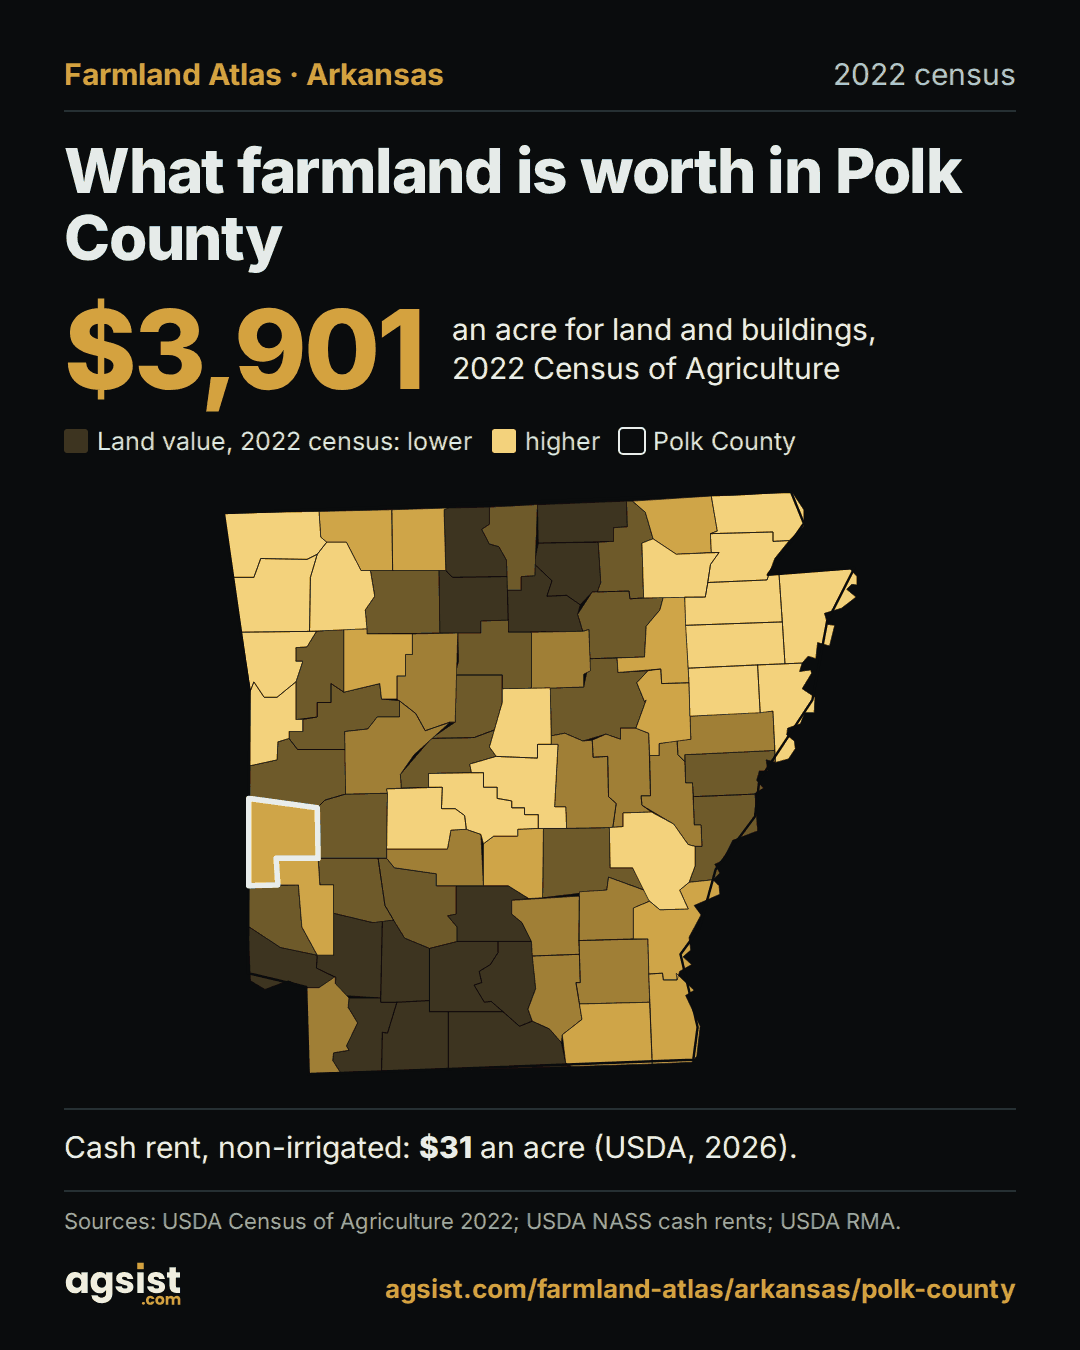 Farmland Atlas · Arkansas
2022 census
What farmland is worth in Polk
County
$3,901
an acre for land and buildings,
2022 Census of Agriculture
Land value, 2022 census: lower
higher
Polk County
Cash rent, non-irrigated: $31 an acre (USDA, 2026).
Sources: USDA Census of Agriculture 2022; USDA NASS cash rents; USDA RMA.
agsist
.com
agsist.com/farmland-atlas/arkansas/polk-county